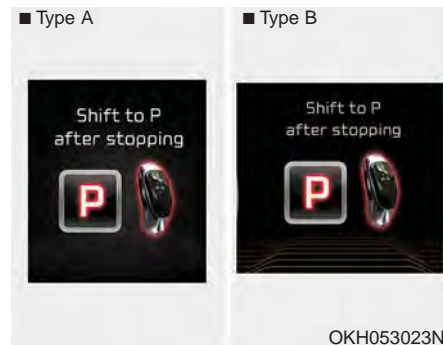 ■ Type A
Shift to P
after stopping
P
■ Type B
Shift to P
after stopping
P
OKH053023N